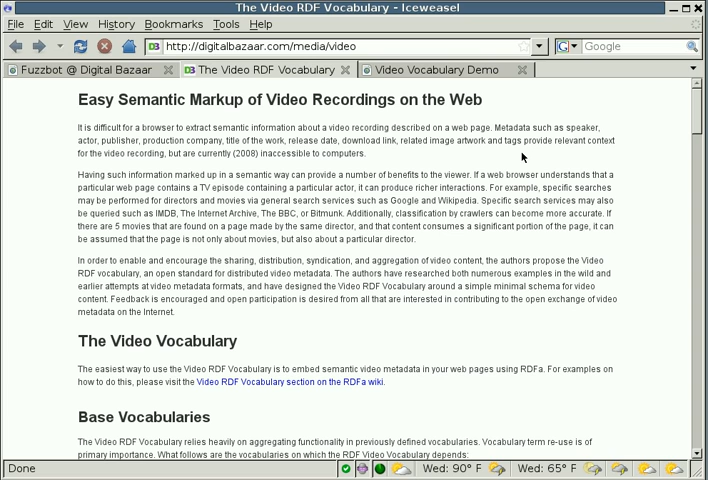 The Video RDF Vocabulary - Iceweasel
File Edit View History Bookmarks Tools Help
http://digitalbazaar.com/media/video
Google
Fuzzbot @ Digital Bazaar
The Video RDF Vocabulary
Video Vocabulary Demo
Easy Semantic Markup of Video Recordings on the Web
It is difficult for a browser to extract semantic information about a video recording described on a web page. Metadata such as speaker,
actor, publisher, production company, title of the work, release date, download link, related image artwork and tags provide relevant context
for the video recording, but are currently (2008) inaccessible to computers.
Having such information marked up in a semantic way can provide a number of benefits to the viewer. If a web browser understands that a
particular web page contains a TV episode containing a particular actor, it can produce richer interactions. For example, specific searches
may be performed for directors and movies via general search services such as Google and Wikipedia. Specific search services may also
be queried such as IMDB, The Internet Archive, The BBC, or Bitmunk. Additionally, classification by crawlers can become more accurate. If
there are 5 movies that are found on a page made by the same director, and that content consumes a significant portion of the page, it can
be assumed that the page is not only about movies, but also about a particular director.
In order to enable and encourage the sharing, distribution, syndication, and aggregation of video content, the authors propose the Video
RDF vocabulary, an open standard for distributed video metadata. The authors have researched both numerous examples in the wild and
earlier attempts at video metadata formats, and have designed the Video RDF Vocabulary around a simple minimal schema for video
content. Feedback is encouraged and open participation is desired from all that are interested in contributing to the open exchange of video
metadata on the Internet.
The Video Vocabulary
The easiest way to use the Video RDF Vocabulary is to embed semantic video metadata in your web pages using RDFa. For examples on
how to do this, please visit the Video RDF Vocabulary section on the RDFa wiki.
Base Vocabularies
The Video RDF Vocabulary relies heavily on aggregating functionality in previously defined vocabularies. Vocabulary term re-use is of
primary importance. What follows are the vocabularies on which the RDF Video Vocabulary depends:
Done
Wed: 90° F
Wed: 65° F